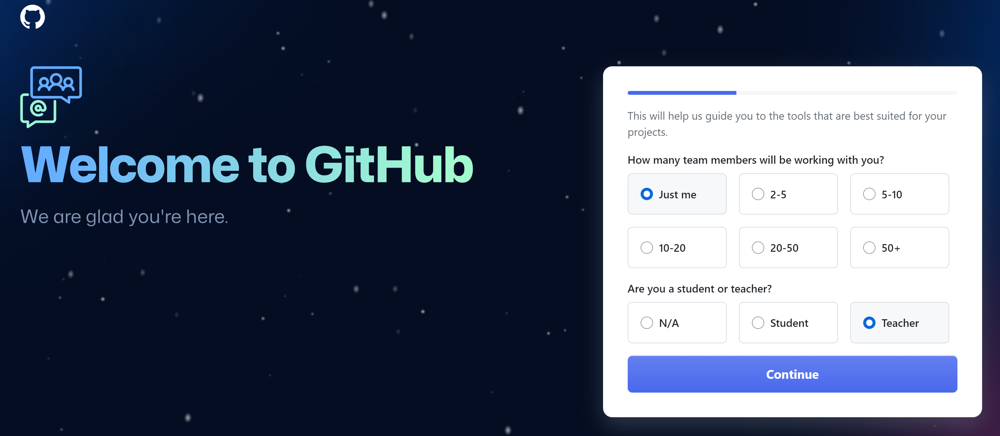 @
Welcome to GitHub
We are glad you're here.
This will help us guide you to the tools that are best suited for your
projects.
How many team members will be working with you?
Just me
2-5
5-10
10-20
20-50
50+
Are you a student or teacher?
N/A
Student
Teacher
Continue